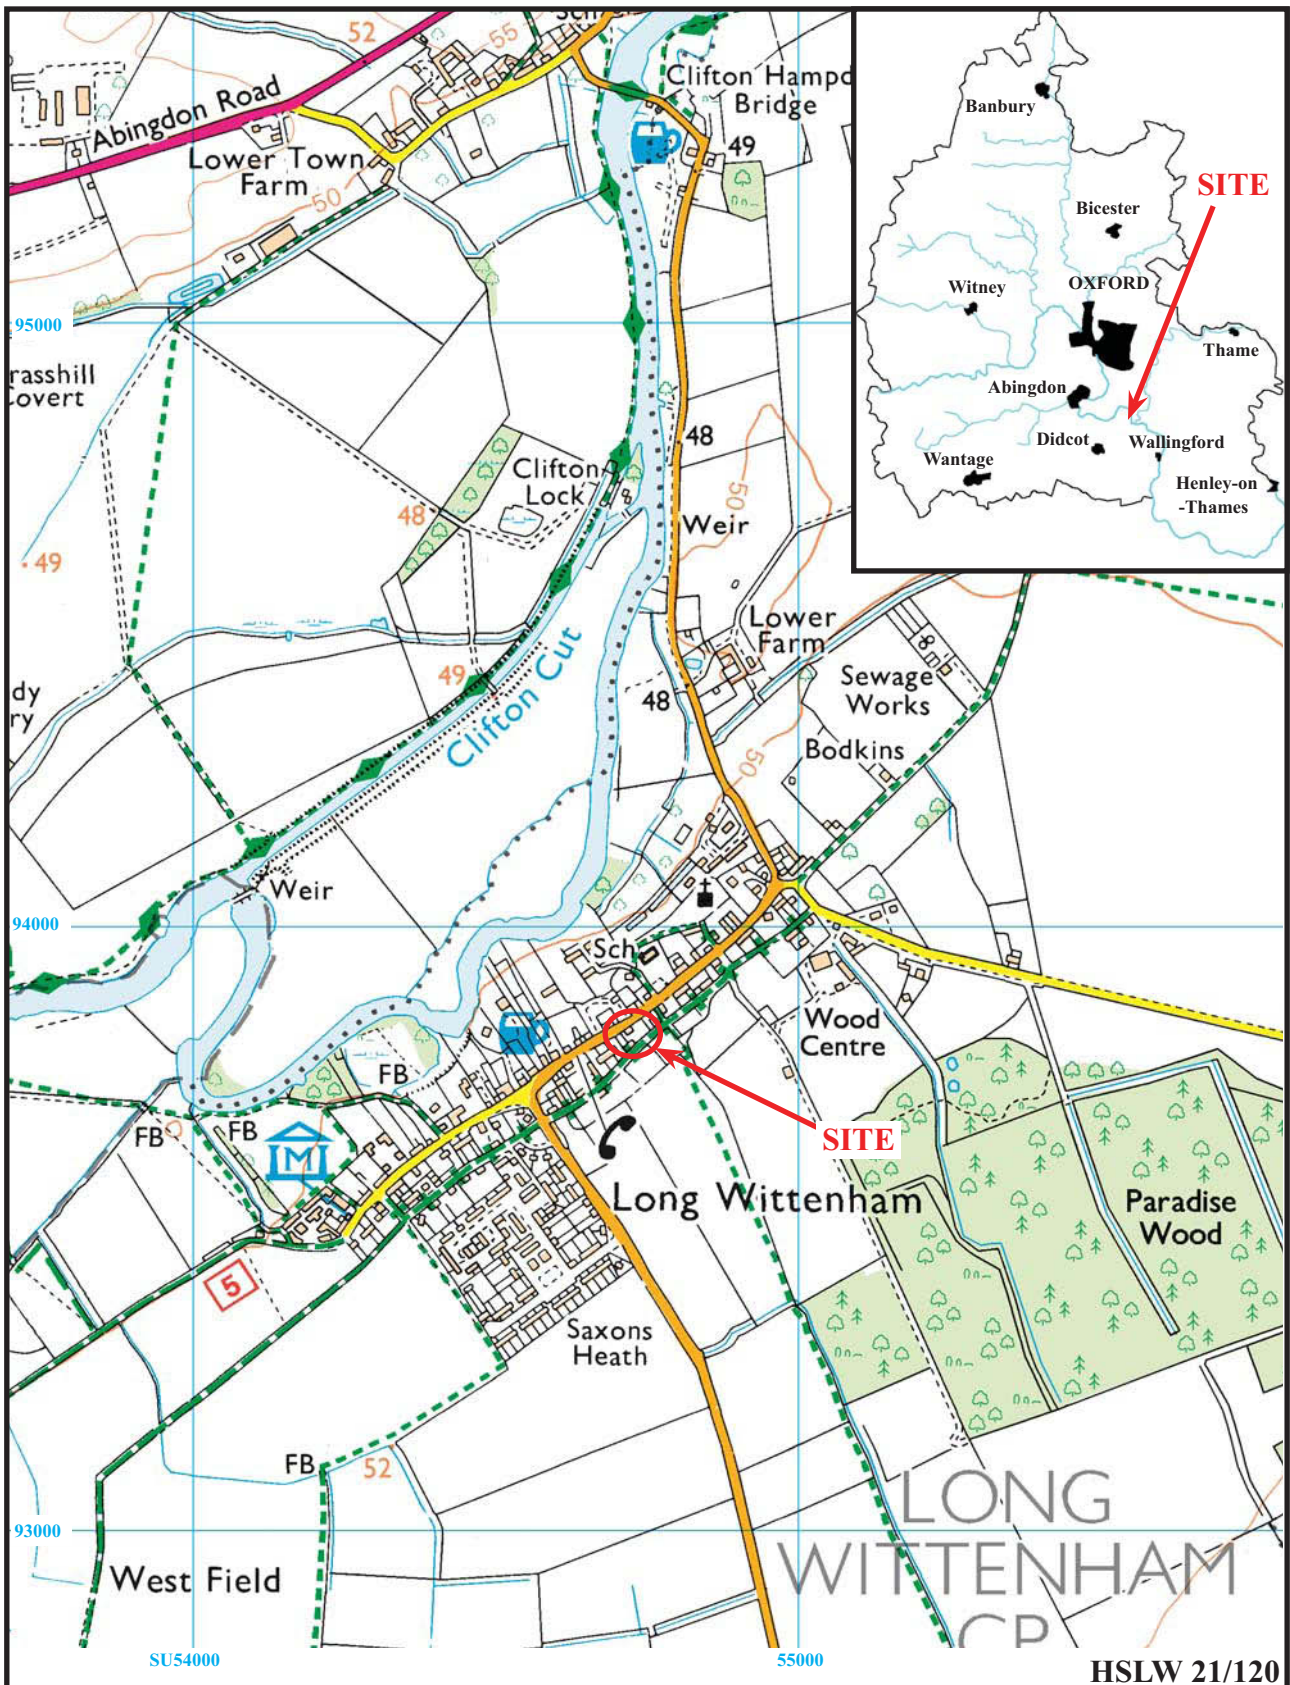 Sch
52
55
Clifton Hampd
Bridge
Abingdon Road
49
Lower Town
Farm
50
95000
rasshill
Covert
48
Clifton
Lock
50
48
Weir
49
Lower
Farm
49
Clifton Cut
48
Sewage
Works
dy
ry
50
Bodkins
Weir
94000
Sch
Wood
Centre
FB
FB
FB
M
SITE
Long Wittenham
Paradise
Wood
5
Saxons
Heath
FB
52
LONG
WITTENHAM
CP
93000
West Field
SU54000
55000
HSLW 21/120
Banbury
SITE
Bicester
Witney
OXFORD
Thame
Abingdon
Didcot
Wallingford
Wantage
Henley-on
-Thames